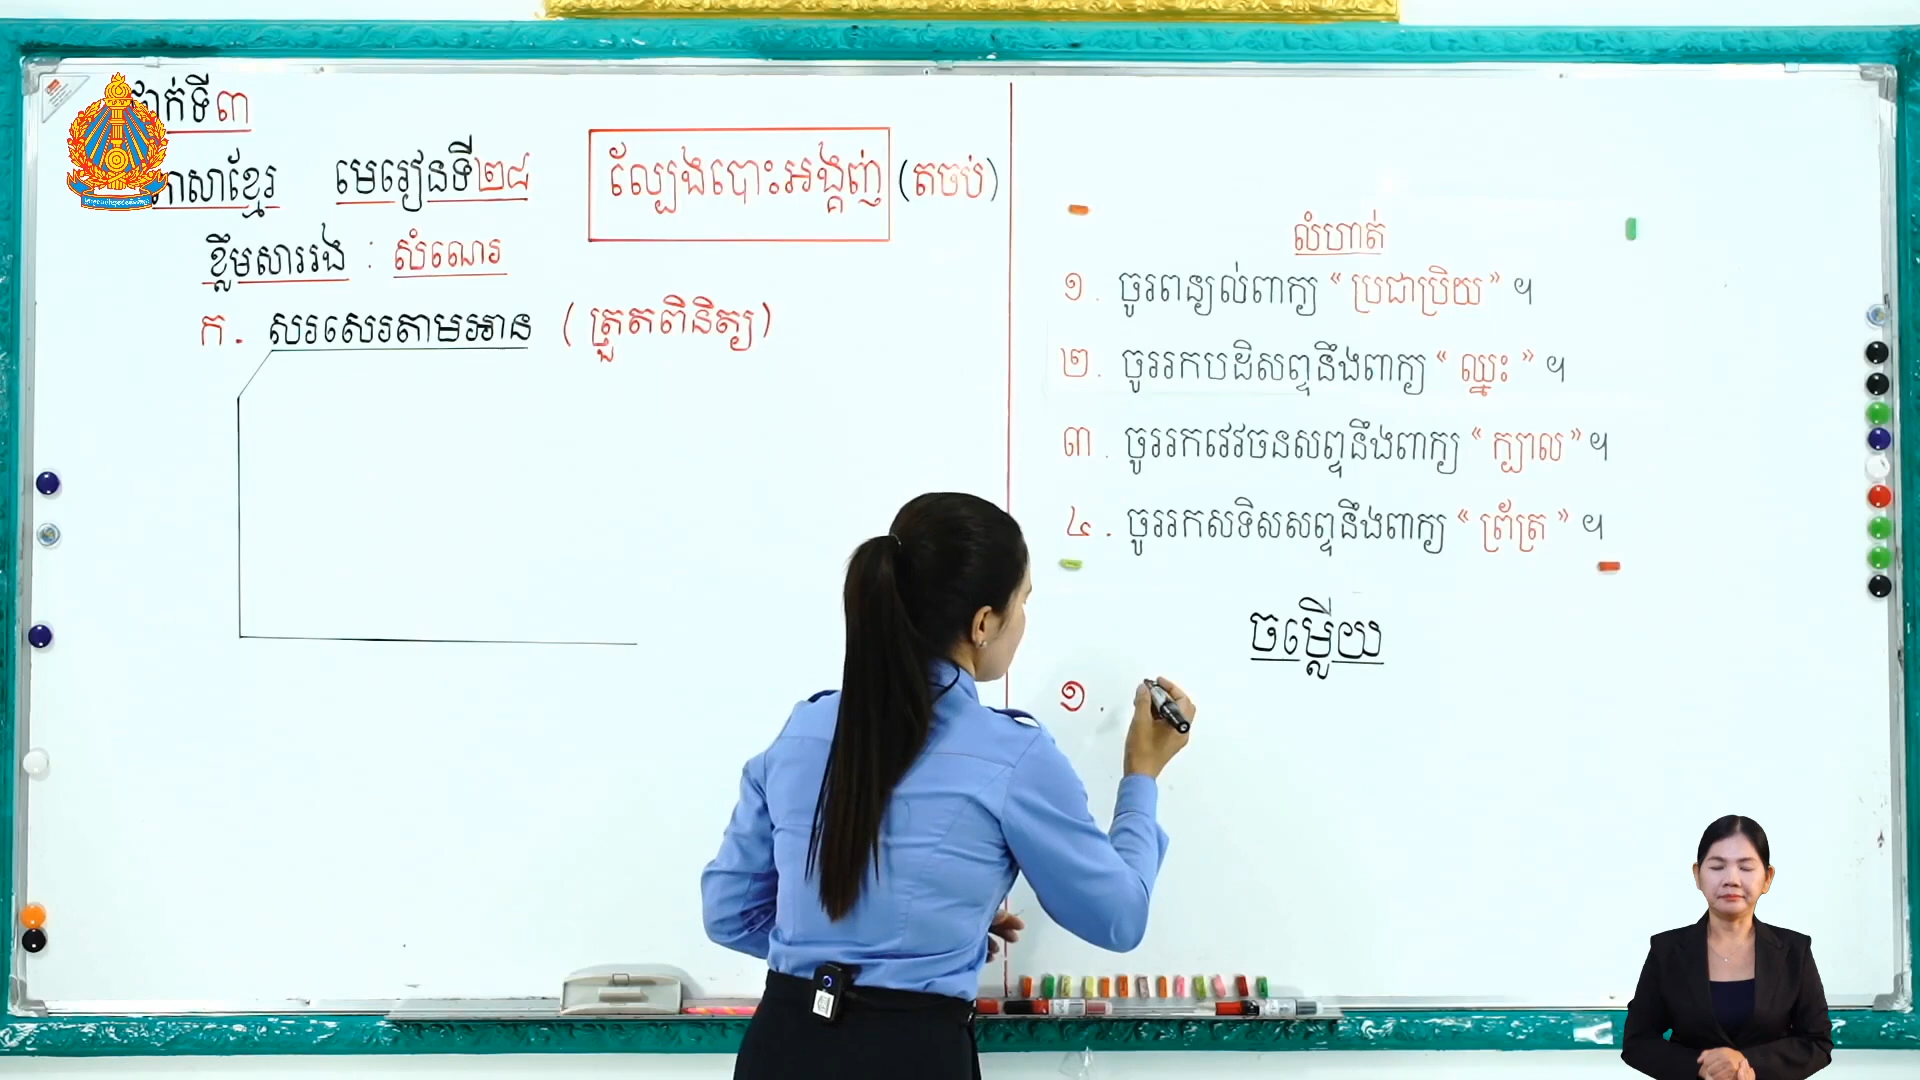 ថ្នាក់ទី៣
ភាសាខ្មែរ មេរៀនទី២៨ ល្បែងបោះអង្គញ់ (តចប់)
ខ្លឹមសាររង : សំណេរ
ក. សរសេរតាមអាន (ត្រួតពិនិត្យ)
លំហាត់
១. ចូរពន្យល់ពាក្យ «ប្រជាប្រិយ» ។
២. ចូររកបដិសព្ទនឹងពាក្យ «ឈ្នះ» ។
៣. ចូររកវេវចនសព្ទនឹងពាក្យ «ក្បាល» ។
៤. ចូររកសទិសសព្ទនឹងពាក្យ «ព្រ័ត្រ» ។
ចម្លើយ
១.